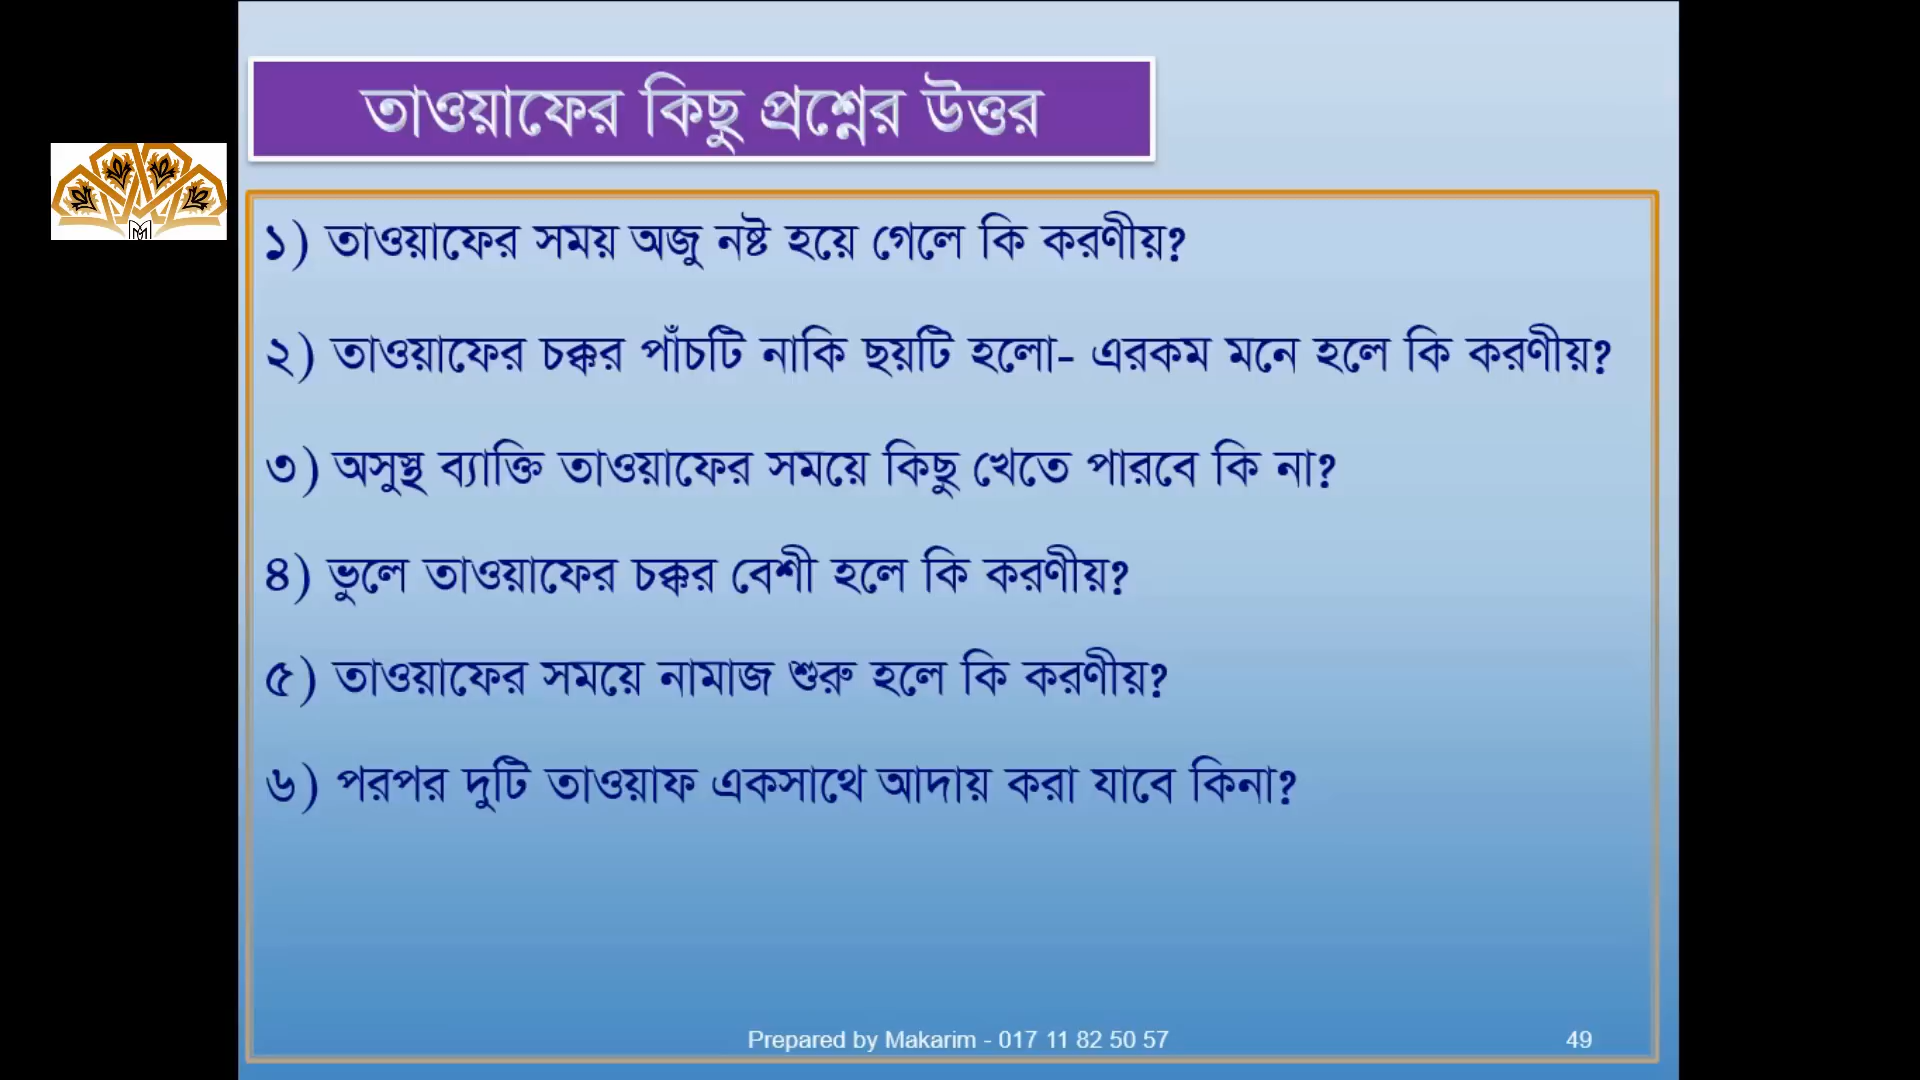 তাওয়াফের কিছু প্রশ্নের উত্তর
১) তাওয়াফের সময় অজু নষ্ট হয়ে গেলে কি করণীয়?
২) তাওয়াফের চক্কর পাঁচটি নাকি ছয়টি হলো- এরকম মনে হলে কি করণীয়?
৩) অসুস্থ ব্যাক্তি তাওয়াফের সময়ে কিছু খেতে পারবে কি না?
৪) ভুলে তাওয়াফের চক্কর বেশী হলে কি করণীয়?
৫) তাওয়াফের সময়ে নামাজ শুরু হলে কি করণীয়?
৬) পরপর দুটি তাওয়াফ একসাথে আদায় করা যাবে কিনা?
Prepared by Makarim - 017 11 82 50 57
49